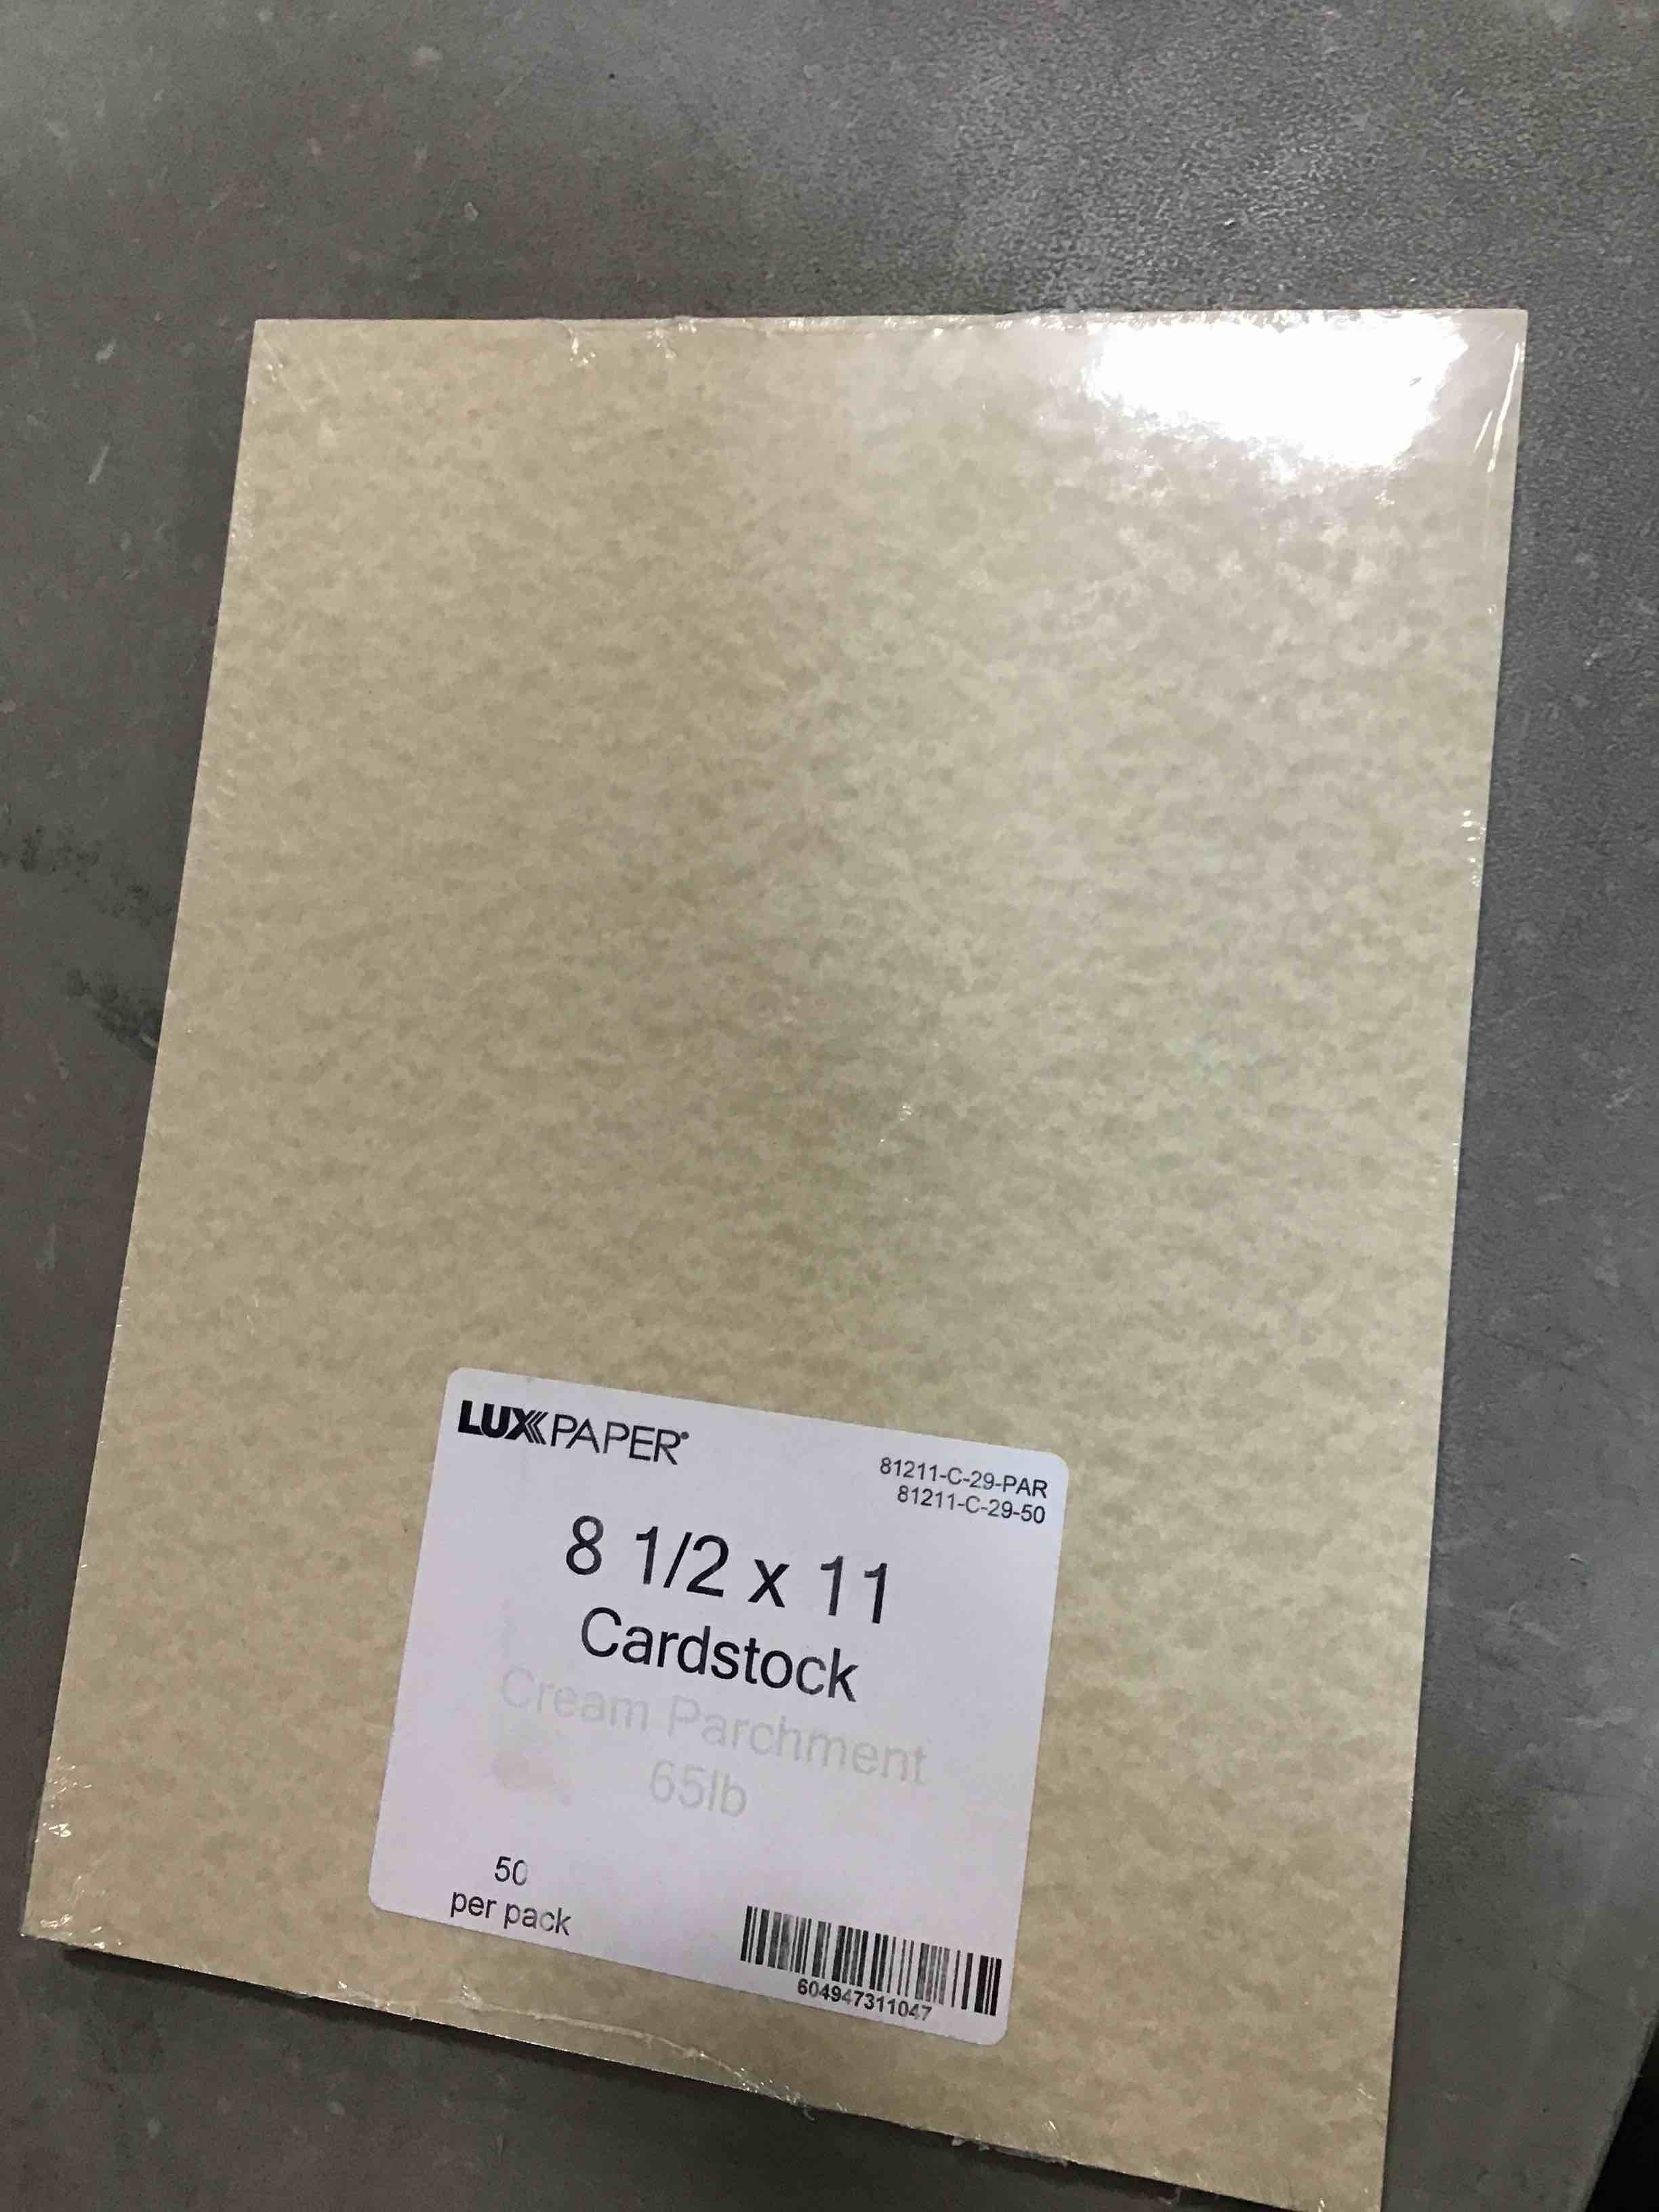 LUXPAPER®
81211-C-29-PAR
81211-C-29-50
8 1/2 x 11
Cardstock
Cream Parchment
65lb
50
per pack
604947311047